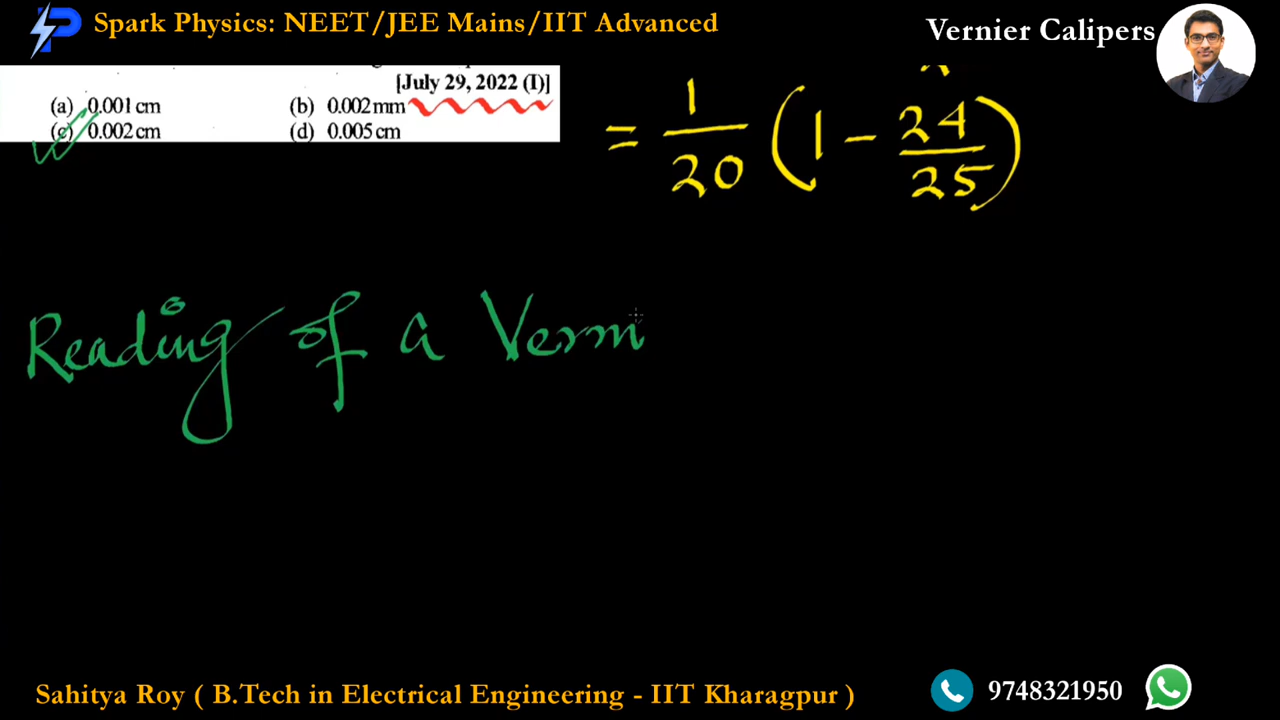 Spark Physics: NEET/JEE Mains/IIT Advanced
Vernier Calipers
[July 29, 2022 (I)]
(a) 0.001 cm (b) 0.002 mm
(c) 0.002 cm (d) 0.005 cm
= 1/20 (1 - 24/25)
Reading of a Verni
Sahitya Roy ( B.Tech in Electrical Engineering - IIT Kharagpur )
9748321950